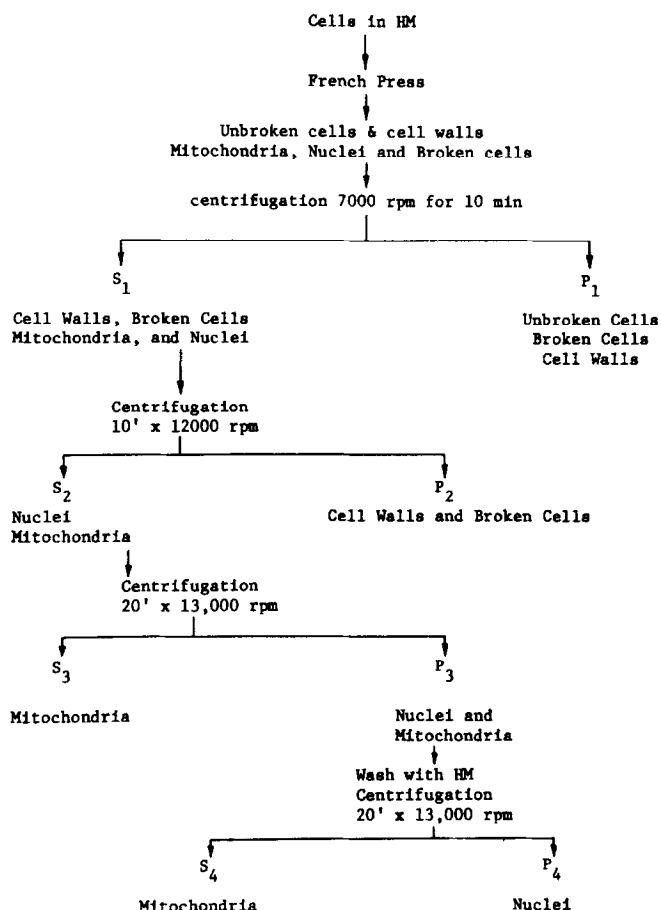 Cells in HM
French Press
Unbroken cells & cell walls
Mitochondria, Nuclei and Broken cells
centrifugation 7000 rpm for 10 min
S1
P1
Cell Walls, Broken Cells
Mitochondria, and Nuclei
Unbroken Cells
Broken Cells
Cell Walls
Centrifugation
10' x 12000 rpm
S2
P2
Nuclei
Mitochondria
Cell Walls and Broken Cells
Centrifugation
20' x 13,000 rpm
S3
P3
Mitochondria
Nuclei and
Mitochondria
Wash with HM
Centrifugation
20' x 13,000 rpm
S4
P4
Mitochondria
Nuclei